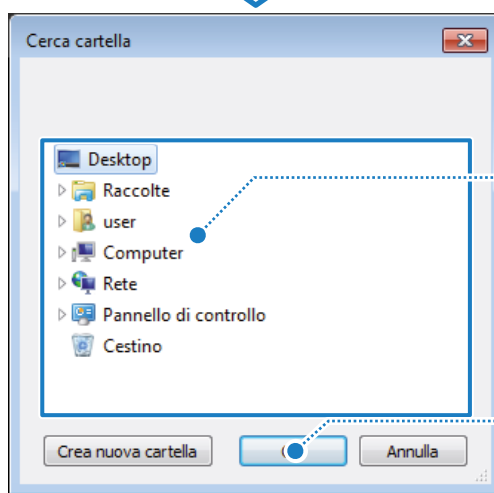 Cerca cartella
Desktop
Raccolte
user
Computer
Rete
Pannello di controllo
Cestino
Crea nuova cartella
Annulla